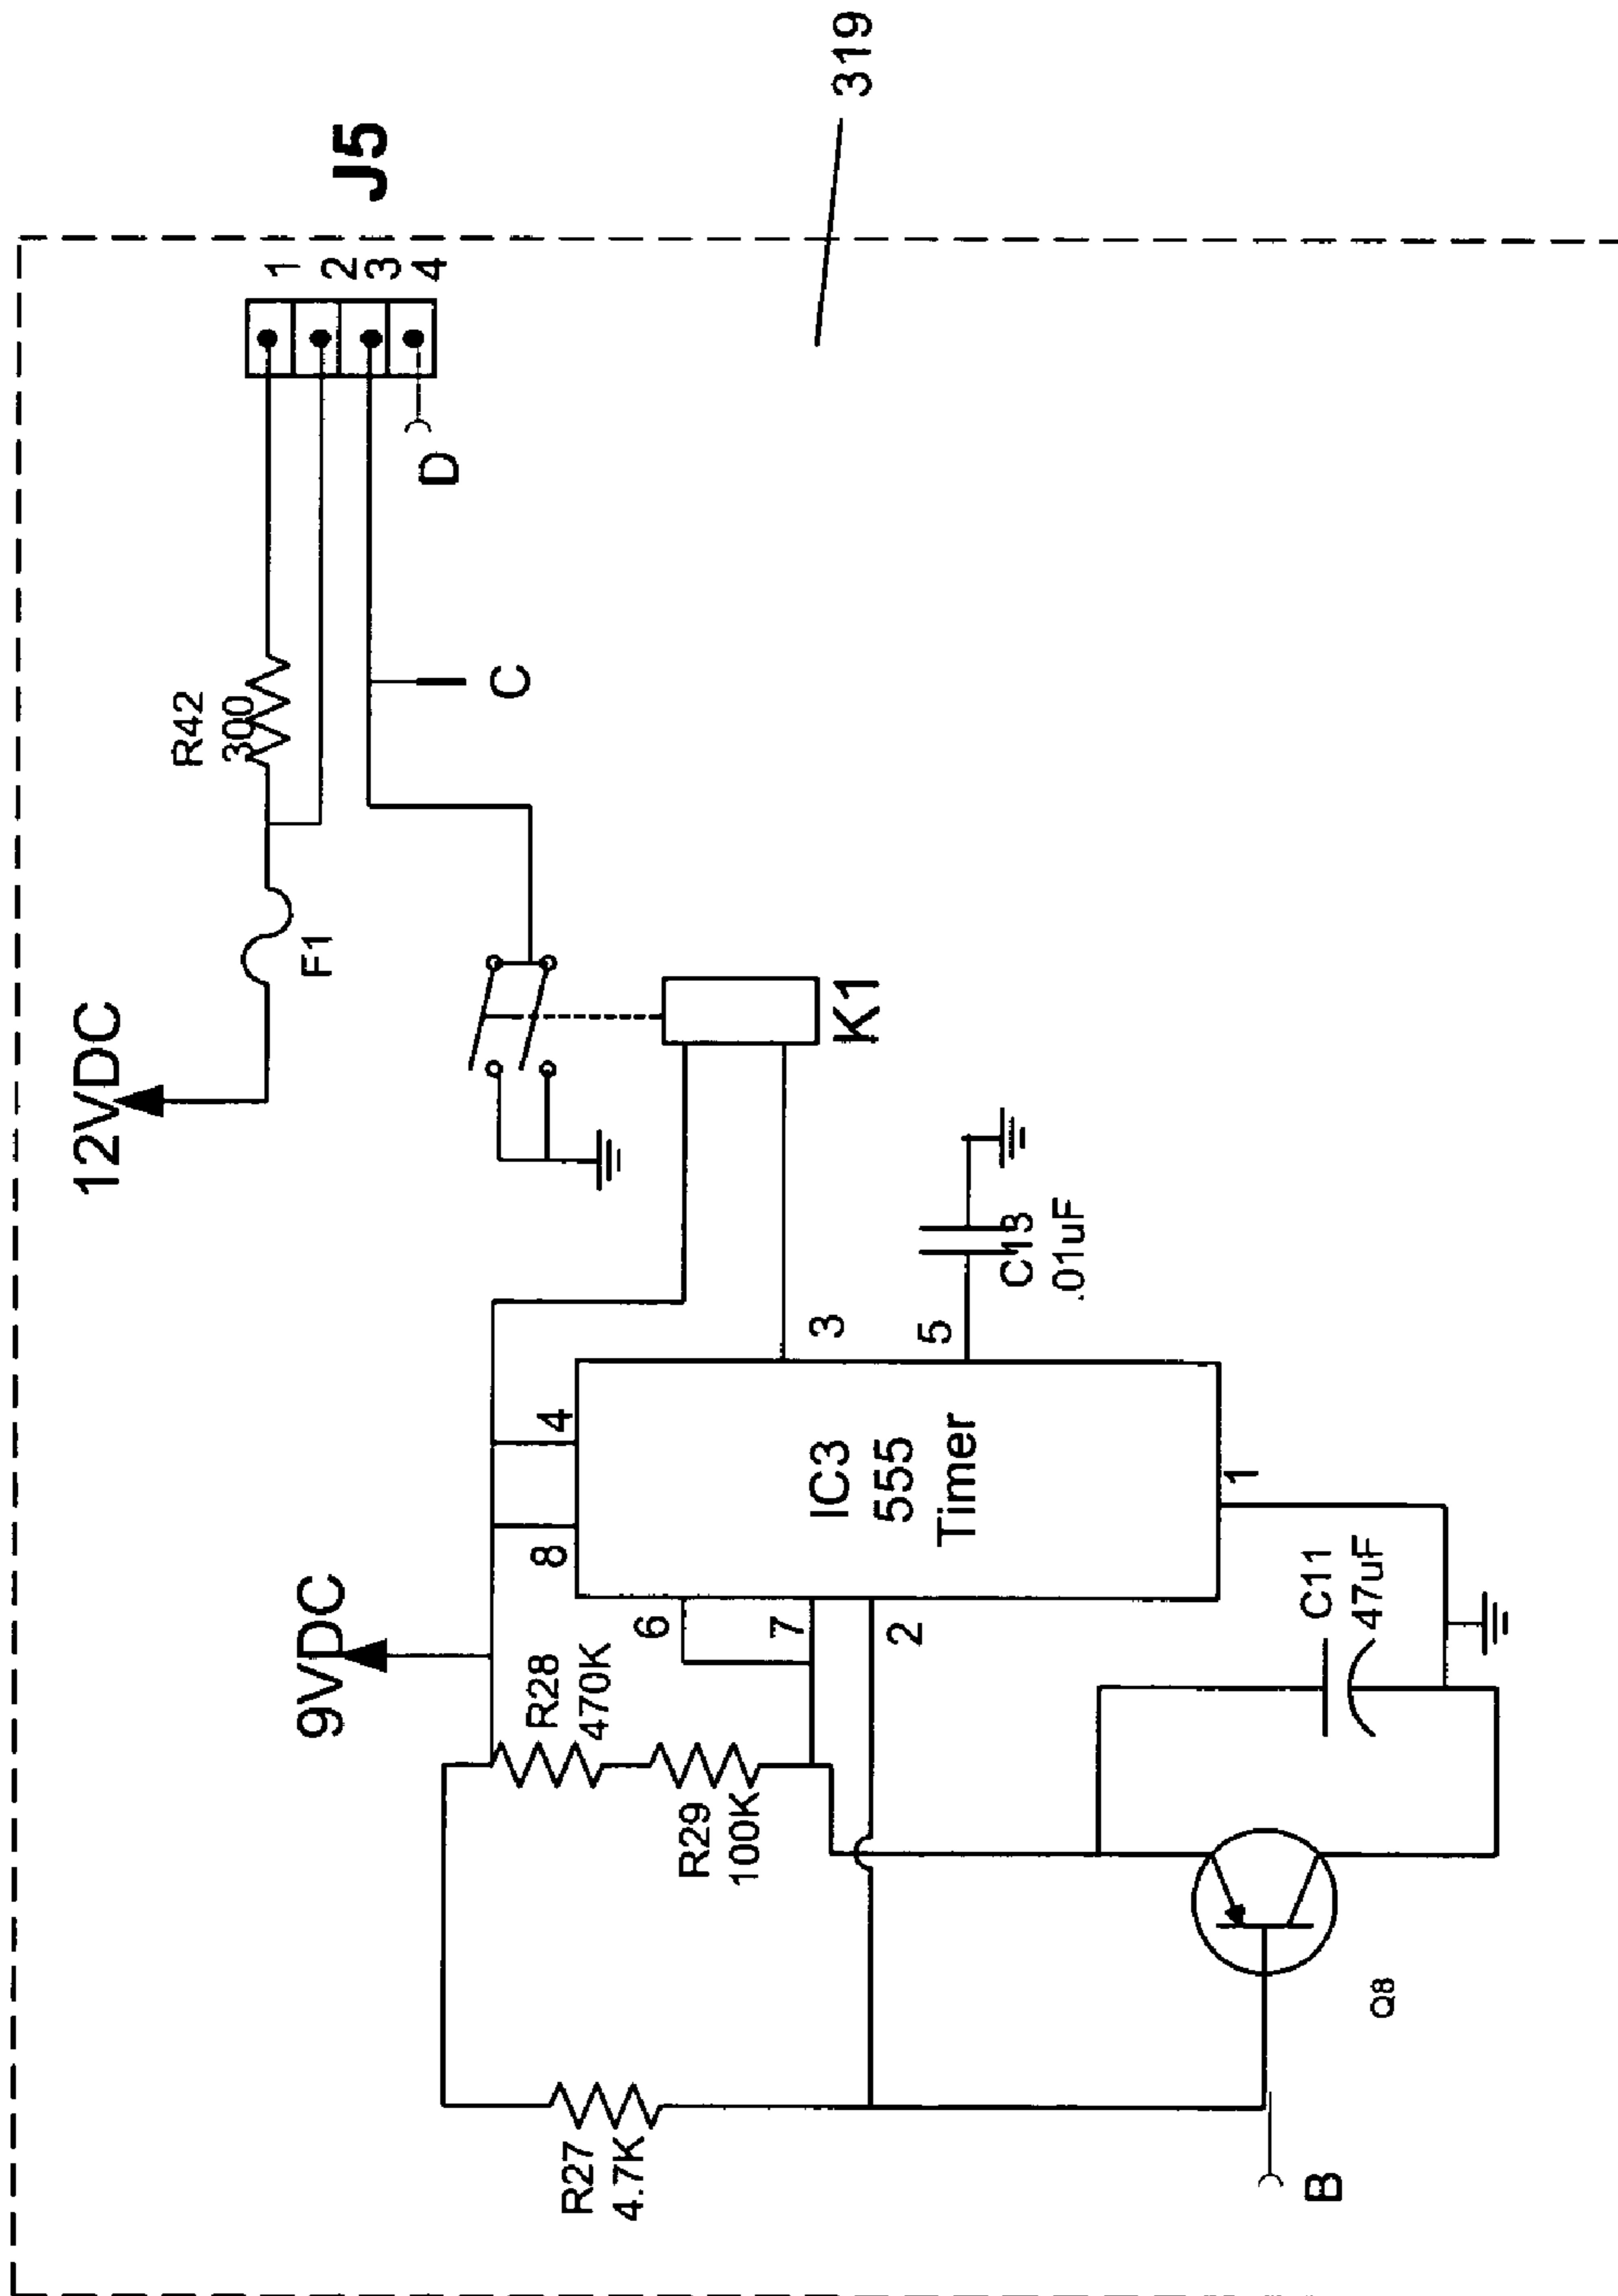 12VDC
R42
300
J5
1
2
3
4
F1
D
C
319
9VDC
K1
R28
470K
8
4
6
7
2
3
5
IC3
555
Timer
1
C13
.01uF
R29
100K
R27
4.7K
C11
47uF
Q8
B